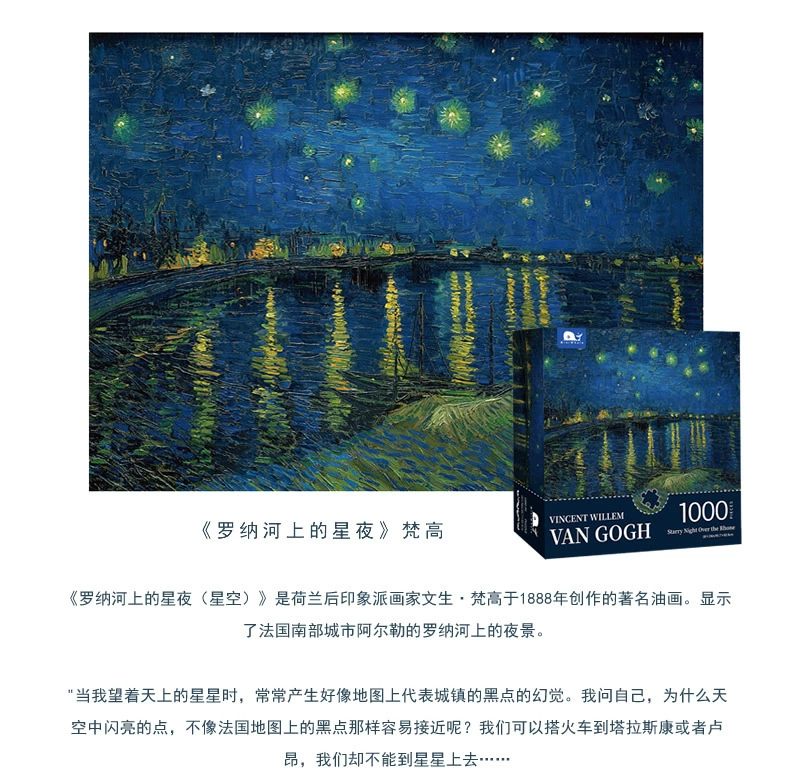 VINCENT WILLEM
VAN GOGH
1000
PIECES
Starry Night Over the Rhone
《罗纳河上的星夜》梵高
《罗纳河上的星夜（星空）》是荷兰后印象派画家文生·梵高于1888年创作的著名油画。显示
了法国南部城市阿尔勒的罗纳河上的夜景。
"当我望着天上的星星时，常常产生好像地图上代表城镇的黑点的幻觉。我问自己，为什么天
空中闪亮的点，不像法国地图上的黑点那样容易接近呢？我们可以搭火车到塔拉斯康或者卢
昂，我们却不能到星星上去……